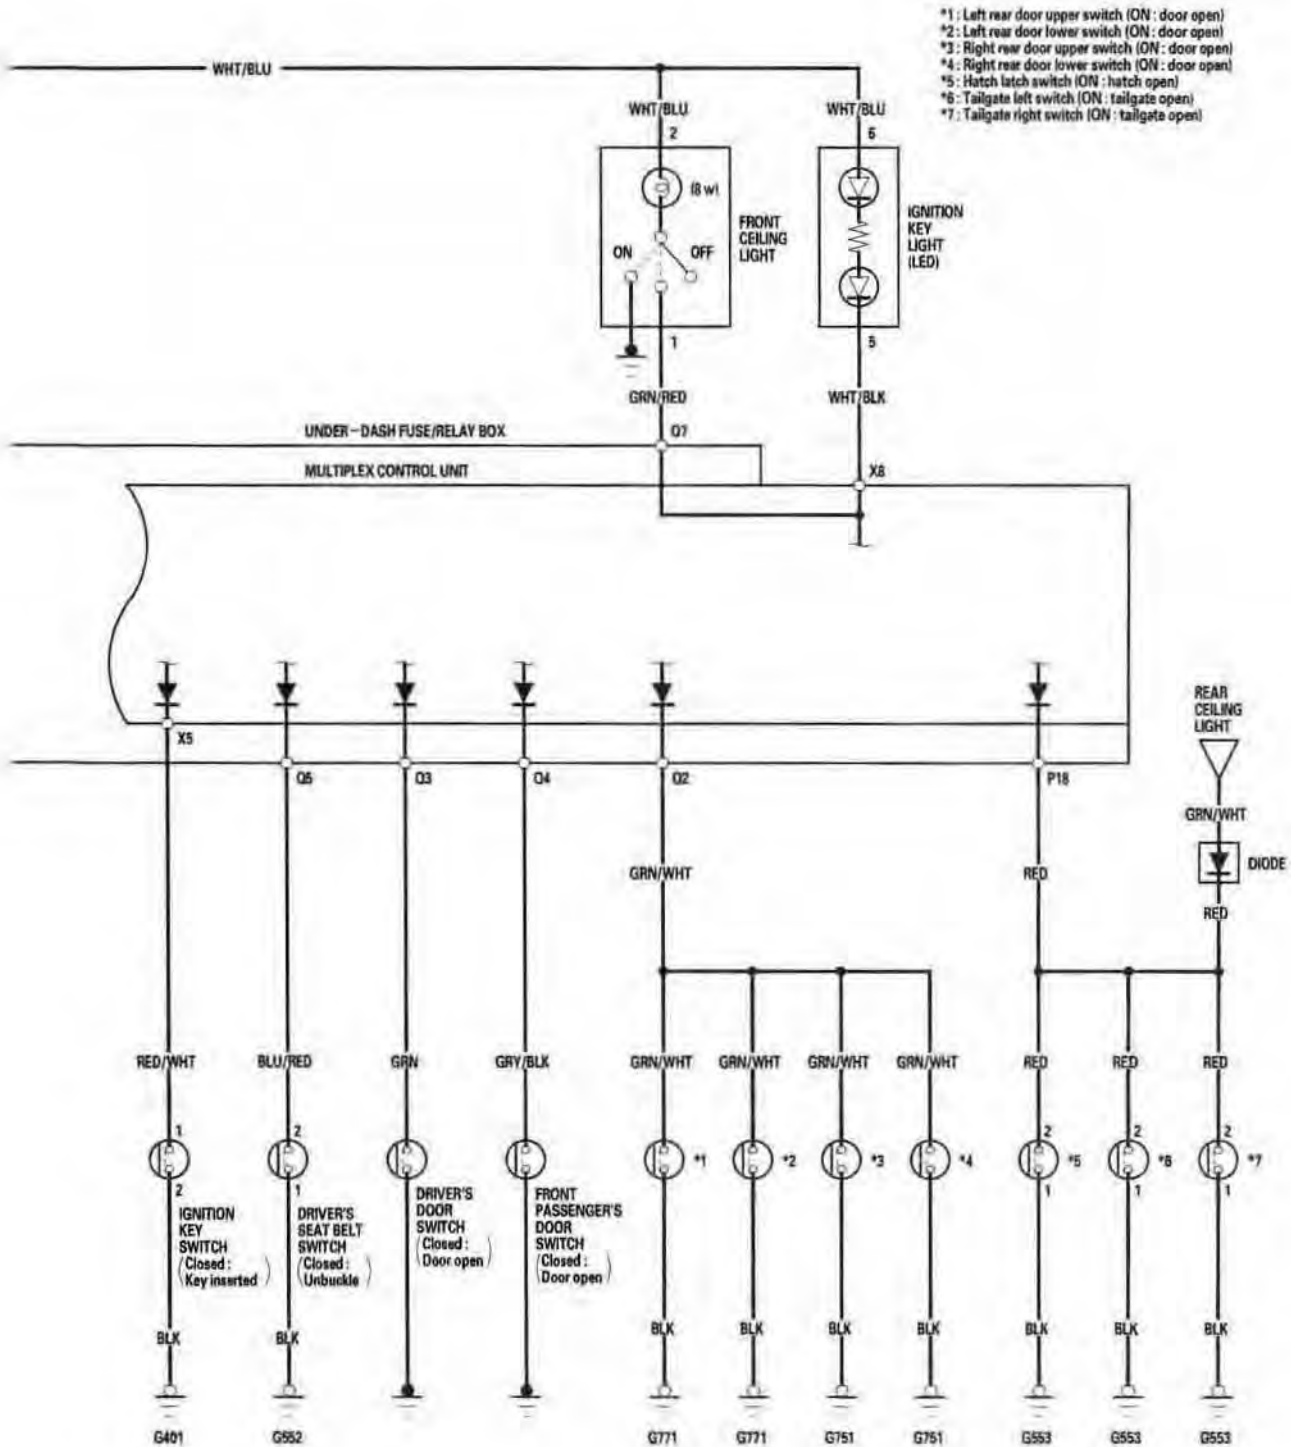 *1 : Left rear door upper switch (ON : door open)
*2 : Left rear door lower switch (ON : door open)
*3 : Right rear door upper switch (ON : door open)
*4 : Right rear door lower switch (ON : door open)
*5 : Hatch latch switch (ON : hatch open)
*6 : Tailgate left switch (ON : tailgate open)
*7 : Tailgate right switch (ON : tailgate open)
WHT/BLU
WHT/BLU WHT/BLU
2 6
(8 w)
FRONT
CEILING
LIGHT
ON OFF
IGNITION
KEY
LIGHT
(LED)
1 5
GRN/RED WHT/BLK
UNDER-DASH FUSE/RELAY BOX
Q7
MULTIPLEX CONTROL UNIT
X8
REAR
CEILING
LIGHT
X5
Q5 Q3 Q4 Q2 P18
GRN/WHT
DIODE
GRN/WHT RED
RED
RED/WHT BLU/RED GRN GRY/BLK GRN/WHT GRN/WHT GRN/WHT GRN/WHT RED RED RED
1 2 2 2 2
*1 *2 *3 *4 *5 *6 *7
2 1 1 1 1
IGNITION
KEY
SWITCH
(Closed :
Key inserted)
DRIVER'S
SEAT BELT
SWITCH
(Closed :
Unbuckle)
DRIVER'S
DOOR
SWITCH
(Closed :
Door open)
FRONT
PASSENGER'S
DOOR
SWITCH
(Closed :
Door open)
BLK BLK BLK BLK BLK BLK BLK BLK BLK
G401 G552 G771 G771 G751 G751 G553 G553 G553